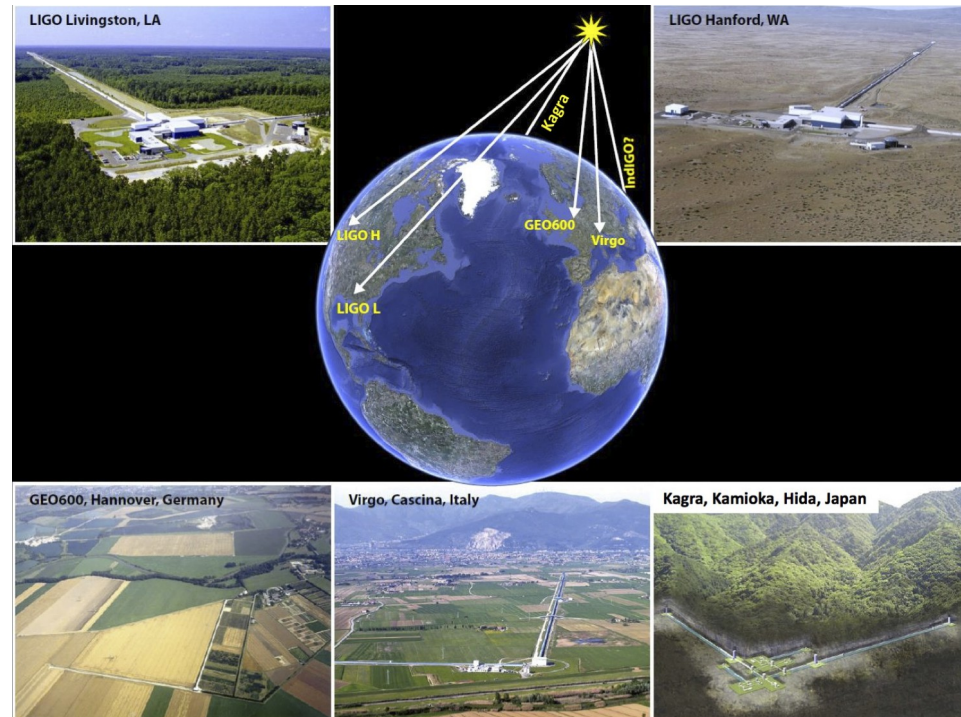 LIGO Livingston, LA
LIGO Hanford, WA
Kagra
IndIGO?
GEO600
Virgo
LIGO H
LIGO L
GEO600, Hannover, Germany
Virgo, Cascina, Italy
Kagra, Kamioka, Hida, Japan